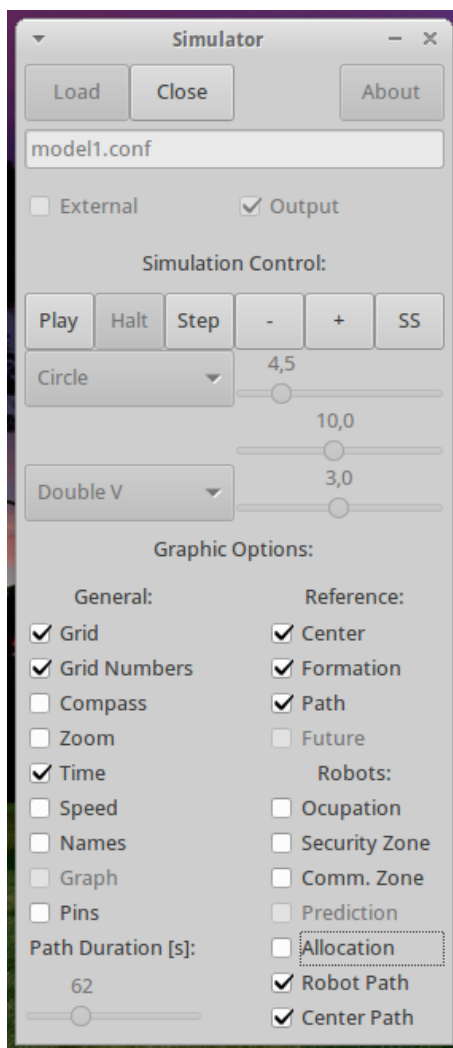 Simulator
Load Close About
model1.conf
External Output
Simulation Control:
Play Halt Step - + SS
Circle 4,5
10,0
Double V 3,0
Graphic Options:
General: Reference:
Grid Center
Grid Numbers Formation
Compass Path
Zoom Future
Time Robots:
Speed Ocupation
Names Security Zone
Graph Comm. Zone
Pins Prediction
Path Duration [s]: Allocation
62 Robot Path
Center Path